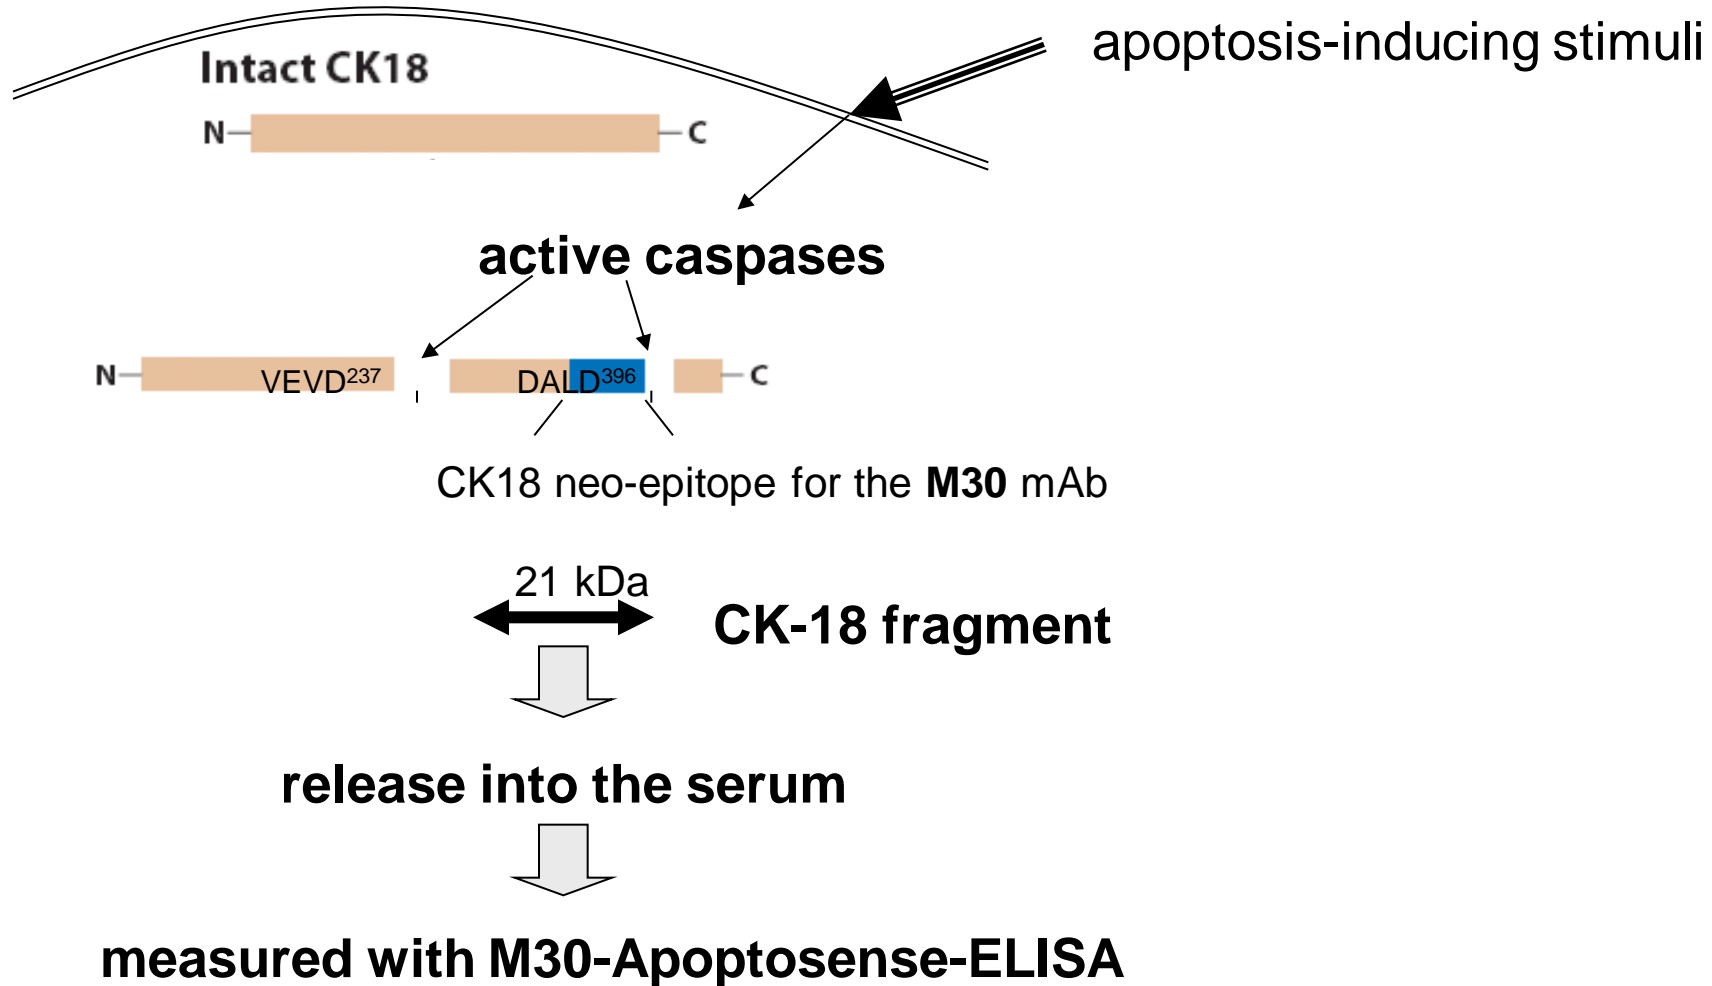 apoptosis-inducing stimuli
Intact CK18
N C
active caspases
N VEVD²³⁷ DALD³⁹⁶ C
CK18 neo-epitope for the M30 mAb
21 kDa
CK-18 fragment
release into the serum
measured with M30-Apoptosense-ELISA